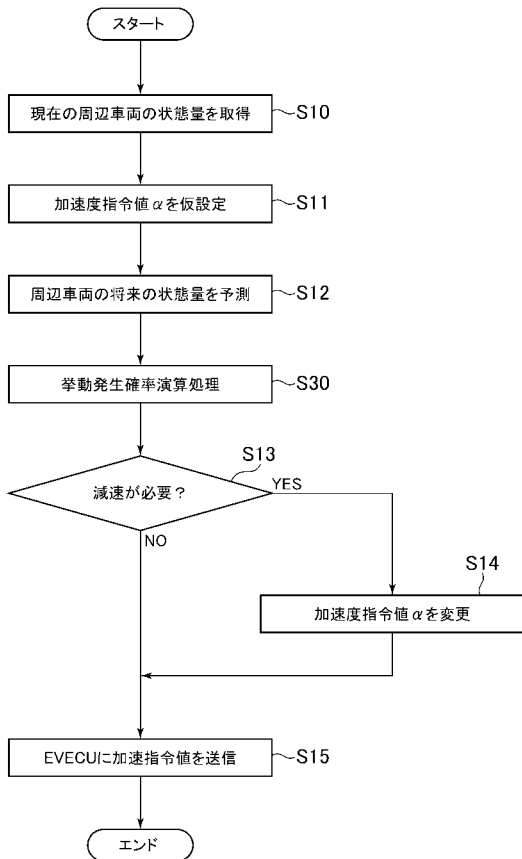 スタート
現在の周辺車両の状態量を取得
S10
加速度指令値αを仮設定
S11
周辺車両の将来の状態量を予測
S12
挙動発生確率演算処理
S30
S13
減速が必要?
YES
NO
S14
加速度指令値αを変更
EVECUに加速指令値を送信
S15
エンド